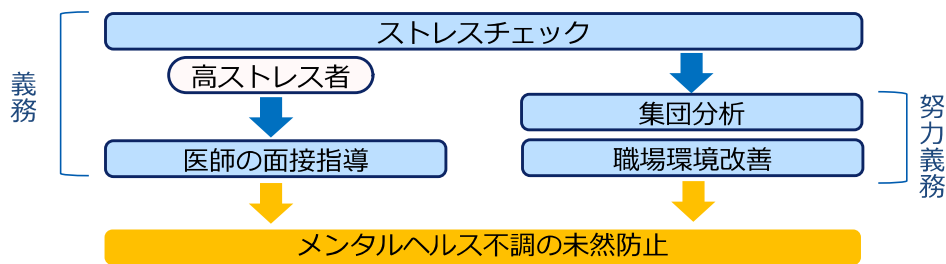 ストレスチェック
義務
高ストレス者
集団分析
努力義務
医師の面接指導
職場環境改善
メンタルヘルス不調の未然防止